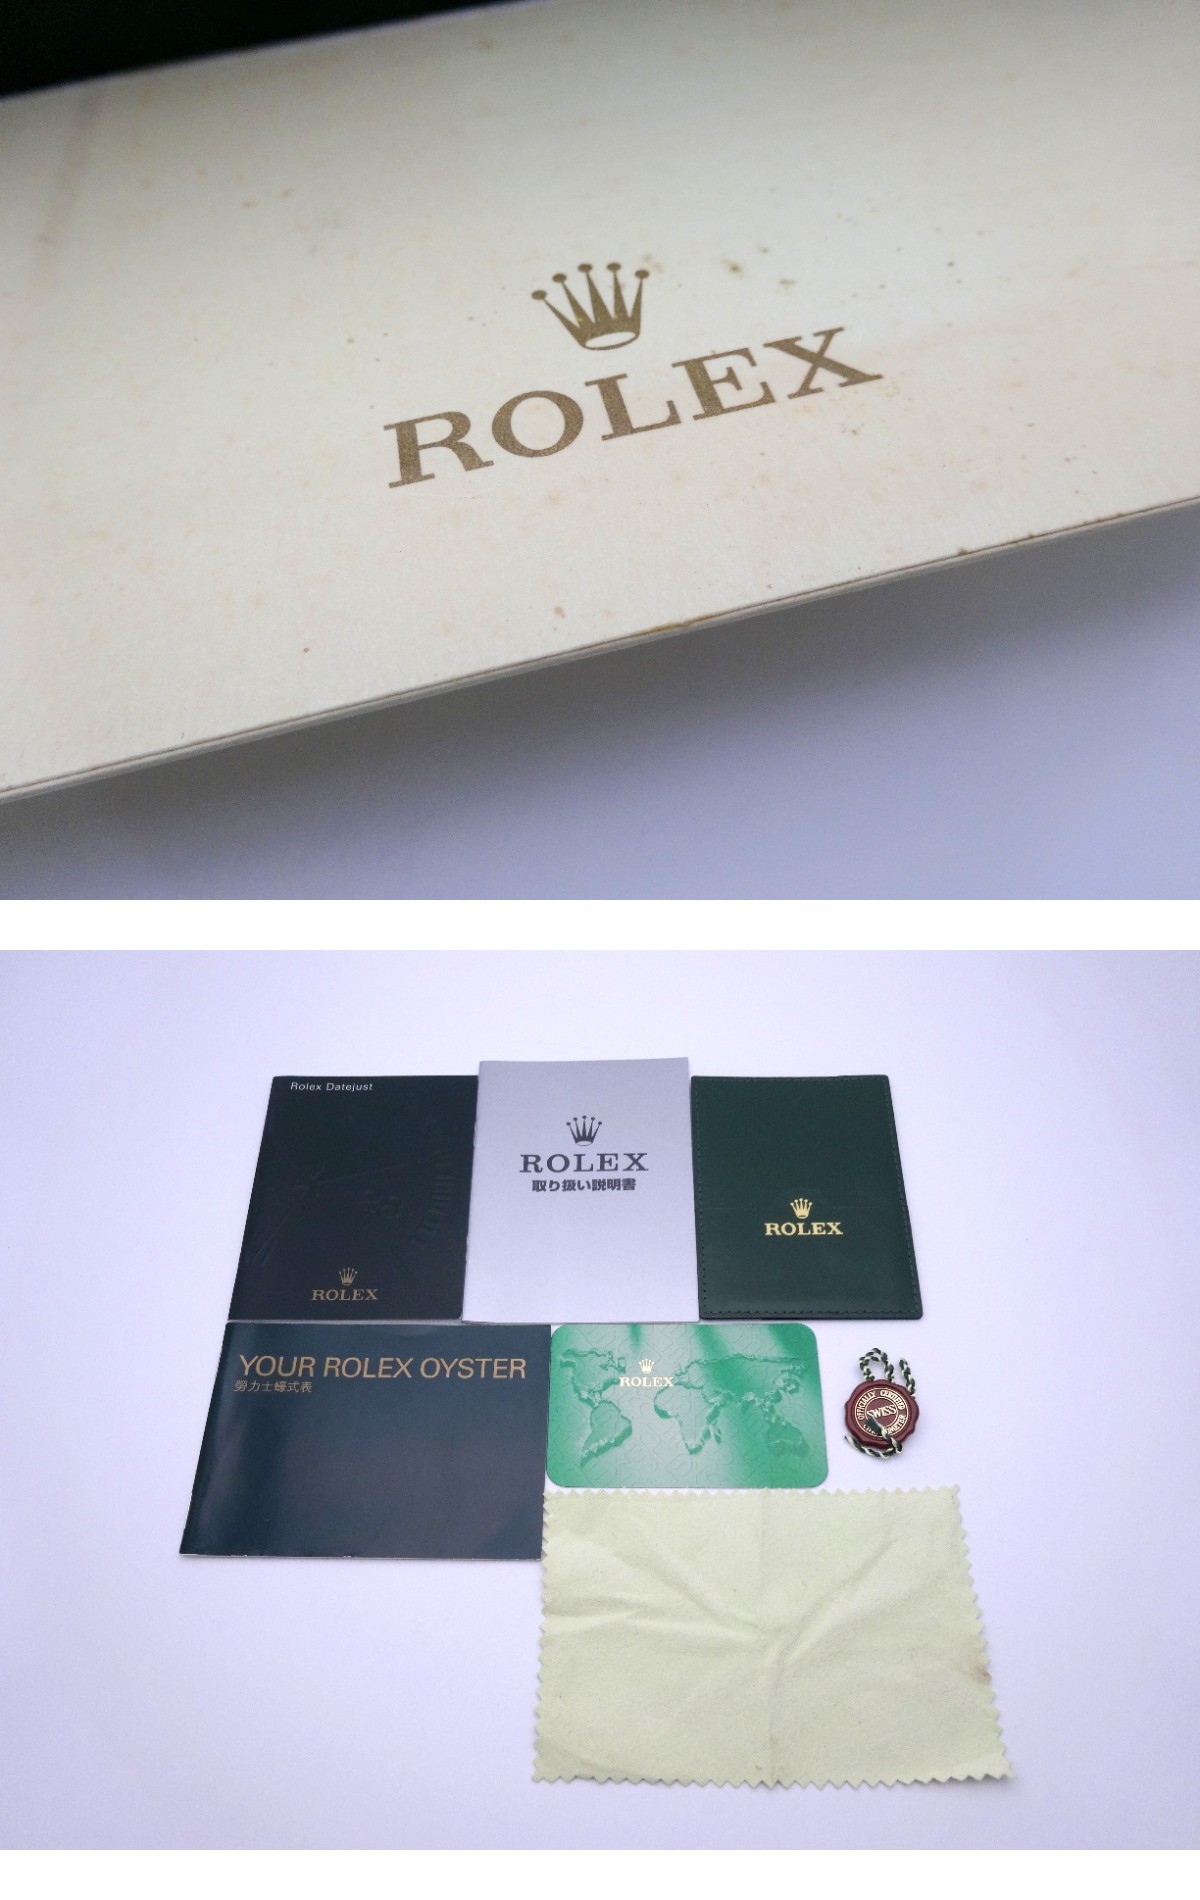 ROLEX
Rolex Datejust
ROLEX
ROLEX
取り扱い説明書
ROLEX
YOUR ROLEX OYSTER
勞力士蠔式表
ROLEX
OFFICIALLY CERTIFIED
SWISS